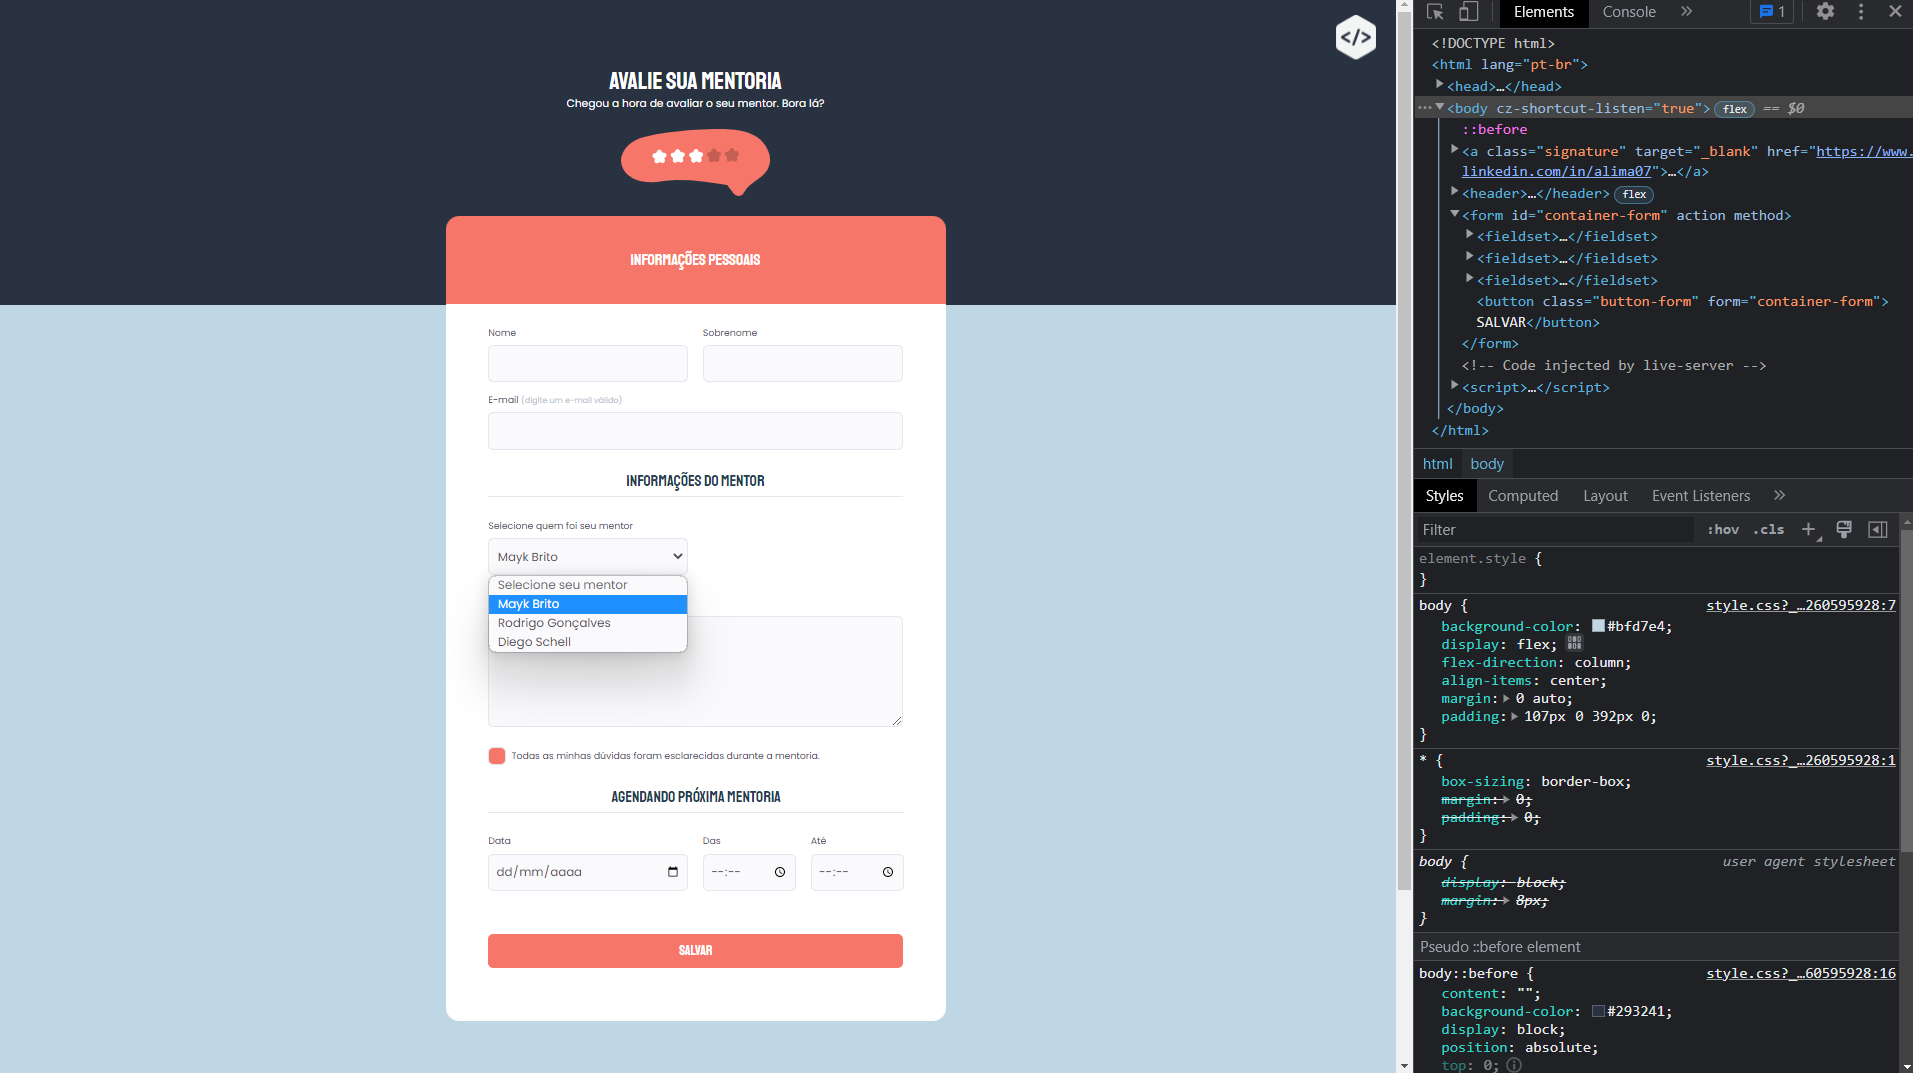 </>
AVALIE SUA MENTORIA
Chegou a hora de avaliar o seu mentor. Bora lá?
INFORMAÇÕES PESSOAIS
Nome Sobrenome
E-mail (digite um e-mail válido)
INFORMAÇÕES DO MENTOR
Selecione quem foi seu mentor
Mayk Brito
Selecione seu mentor
Mayk Brito
Rodrigo Gonçalves
Diego Schell
Todas as minhas dúvidas foram esclarecidas durante a mentoria.
AGENDANDO PRÓXIMA MENTORIA
Data Das Até
dd/mm/aaaa --:-- --:--
SALVAR
Elements Console » 1
<!DOCTYPE html>
<html lang="pt-br">
<head>…</head>
<body cz-shortcut-listen="true"> flex == $0
::before
<a class="signature" target="_blank" href="https://www.
linkedin.com/in/alima07">…</a>
<header>…</header> flex
<form id="container-form" action method>
<fieldset>…</fieldset>
<fieldset>…</fieldset>
<fieldset>…</fieldset>
<button class="button-form" form="container-form">
SALVAR</button>
</form>
<!-- Code injected by live-server -->
<script>…</script>
</body>
</html>
html body
Styles Computed Layout Event Listeners »
Filter :hov .cls +
element.style {
}
body { style.css?_…260595928:7
background-color: #bfd7e4;
display: flex;
flex-direction: column;
align-items: center;
margin: 0 auto;
padding: 107px 0 392px 0;
}
* { style.css?_…260595928:1
box-sizing: border-box;
margin: 0;
padding: 0;
}
body { user agent stylesheet
display: block;
margin: 8px;
}
Pseudo ::before element
body::before { style.css?_…60595928:16
content: "";
background-color: #293241;
display: block;
position: absolute;
top: 0;